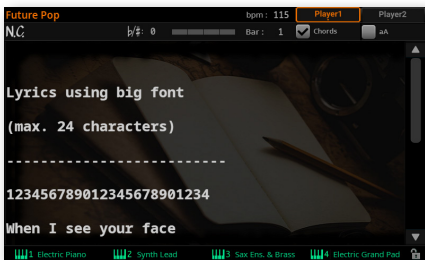 Future Pop bpm: 115 Player1 Player2
N.C. b/#: 0 Bar: 1 Chords aA
Lyrics using big font
(max. 24 characters)
--------------------------
123456789012345678901234
When I see your face
1 Electric Piano 2 Synth Lead 3 Sax Ens. & Brass 4 Electric Grand Pad